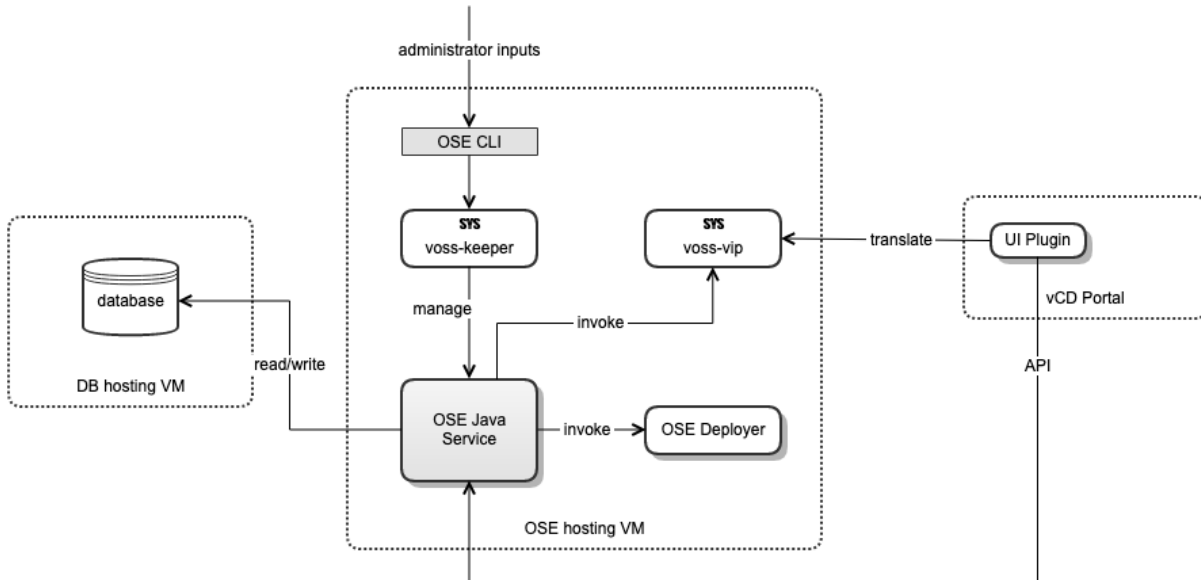 administrator inputs
OSE CLI
SYS
voss-keeper
SYS
voss-vip
translate
UI Plugin
vCD Portal
database
manage
invoke
read/write
API
DB hosting VM
OSE Java
Service
invoke
OSE Deployer
OSE hosting VM